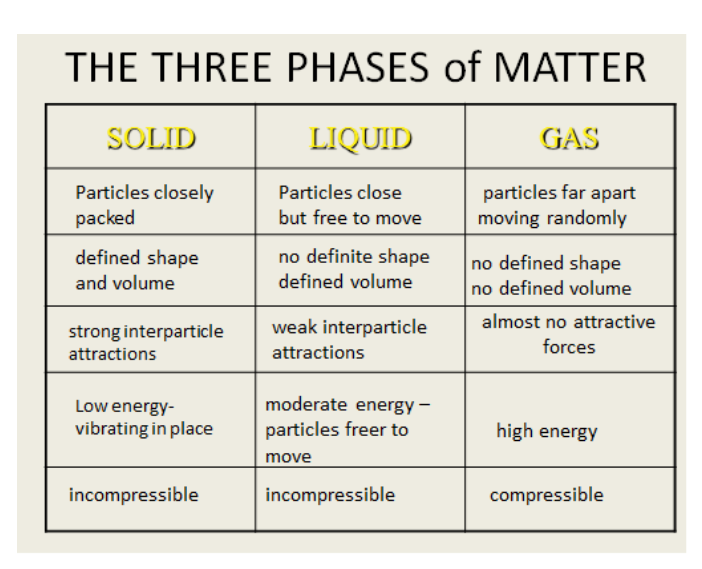 THE THREE PHASES of MATTER
SOLID
LIQUID
GAS
Particles closely
packed
Particles close
but free to move
particles far apart
moving randomly
defined shape
and volume
no definite shape
defined volume
no defined shape
no defined volume
strong interparticle
attractions
weak interparticle
attractions
almost no attractive
forces
Low energy-
vibrating in place
moderate energy –
particles freer to
move
high energy
incompressible
incompressible
compressible